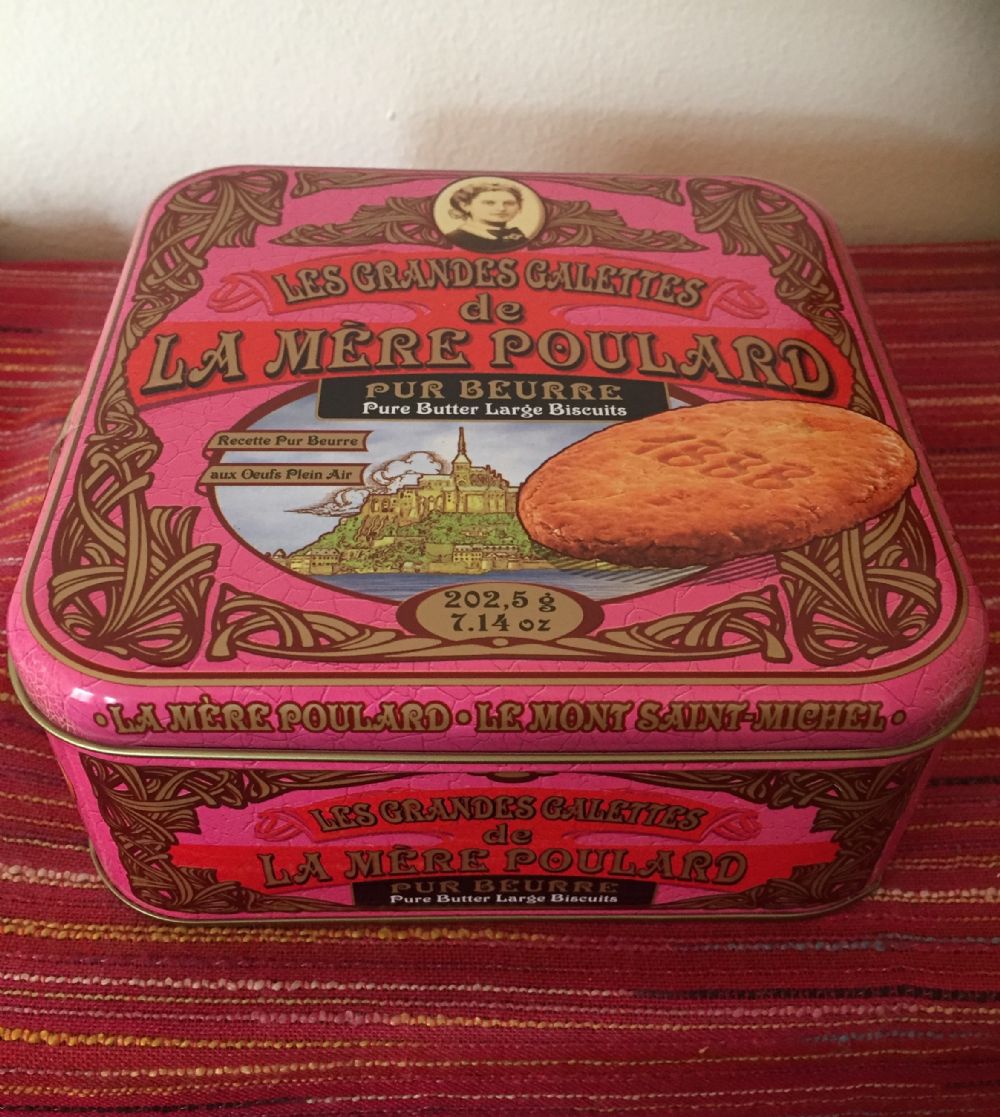 LES GRANDES GALETTES
de
LA MÈRE POULARD
PUR BEURRE
Pure Butter Large Biscuits
Recette Pur Beurre
aux Oeufs Plein Air
1888
202,5 g
7.14 oz
• LA MÈRE POULARD • LE MONT SAINT-MICHEL •
LES GRANDES GALETTES
de
LA MÈRE POULARD
PUR BEURRE
Pure Butter Large Biscuits